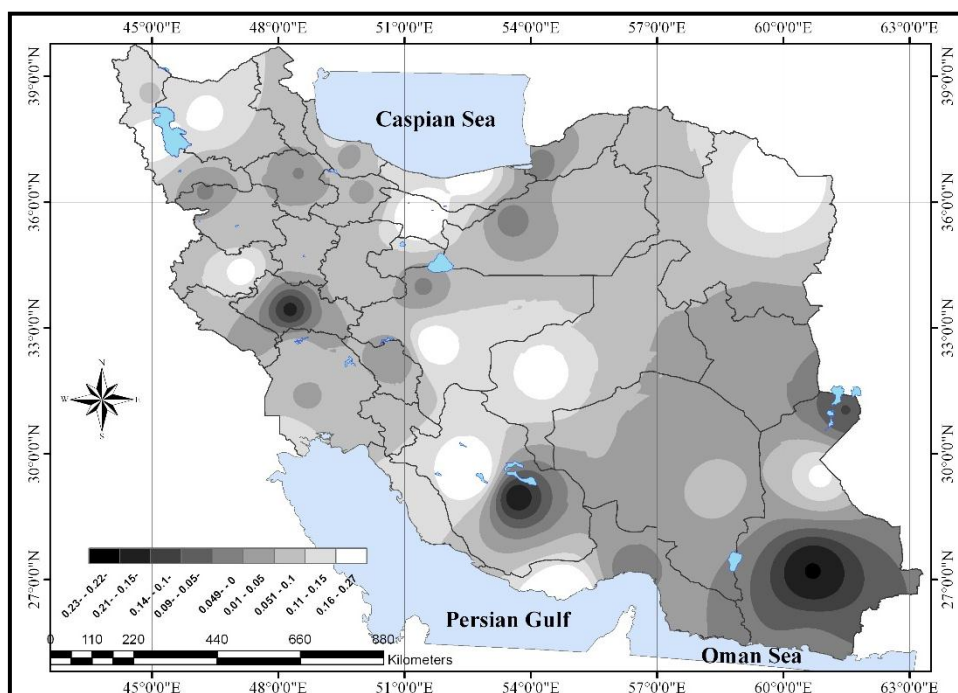 45°0'0"E 48°0'0"E 51°0'0"E 54°0'0"E 57°0'0"E 60°0'0"E 63°0'0"E
39°0'0"N 39°0'0"N
Caspian Sea
36°0'0"N 36°0'0"N
33°0'0"N 33°0'0"N
N
W E
S
30°0'0"N 30°0'0"N
0.23- - 0.22- 0.21- - 0.15- 0.14 - 0.1- 0.09- - 0.05- 0.049- - 0 0.01 - 0.05 0.051 - 0.1 0.11 - 0.15 0.16 - 0.27
27°0'0"N 27°0'0"N
Persian Gulf
0 110 220 440 660 880
Kilometers
Oman Sea
45°0'0"E 48°0'0"E 51°0'0"E 54°0'0"E 57°0'0"E 60°0'0"E 63°0'0"E